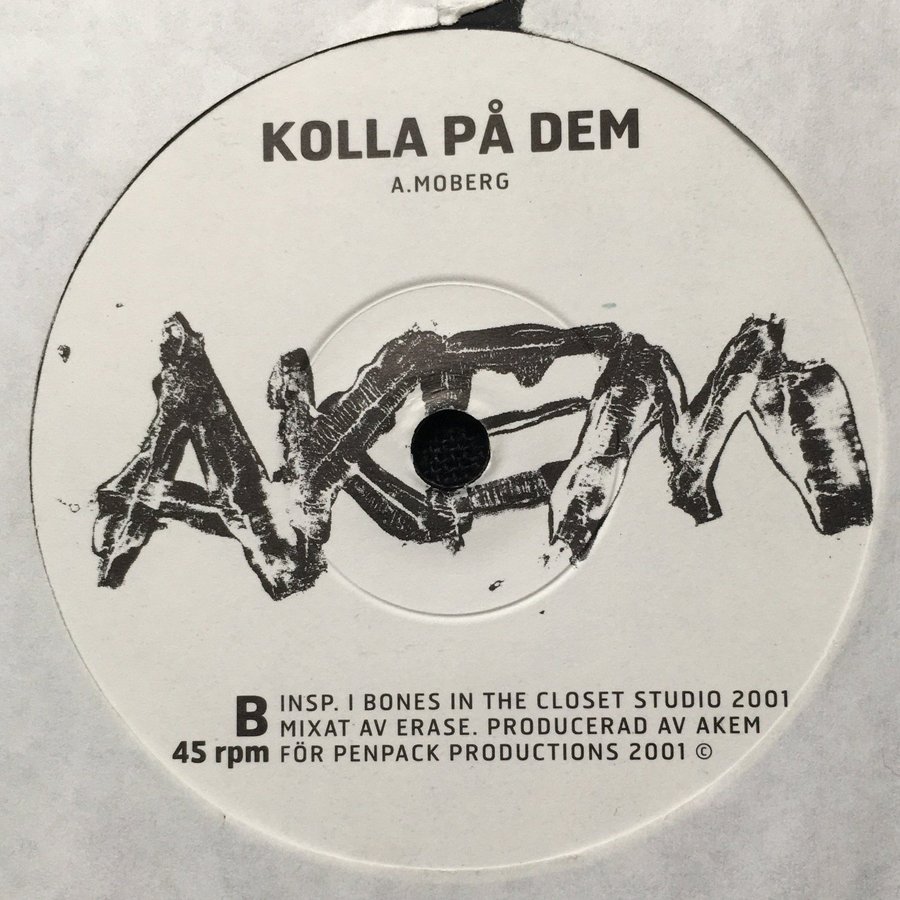 KOLLA PÅ DEM
A.MOBERG
AKEM
B
45 rpm
INSP. I BONES IN THE CLOSET STUDIO 2001
MIXAT AV ERASE. PRODUCERAD AV AKEM
FÖR PENPACK PRODUCTIONS 2001 ©